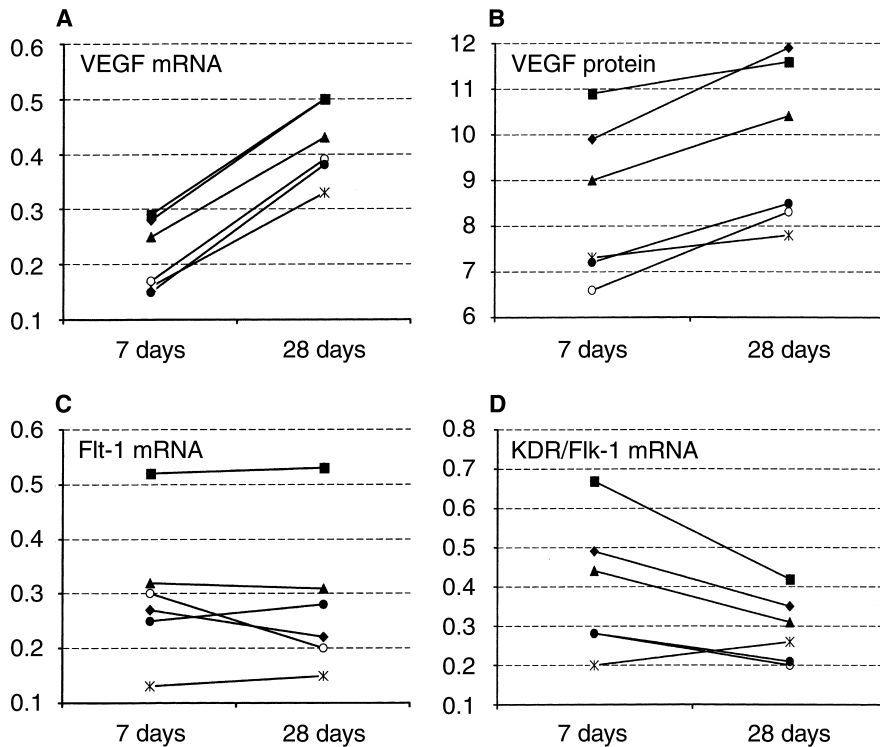 A
VEGF mRNA
0.6
0.5
0.4
0.3
0.2
0.1
7 days
28 days
B
VEGF protein
12
11
10
9
8
7
6
7 days
28 days
C
Flt-1 mRNA
0.6
0.5
0.4
0.3
0.2
0.1
7 days
28 days
D
KDR/Flk-1 mRNA
0.8
0.7
0.6
0.5
0.4
0.3
0.2
0.1
7 days
28 days